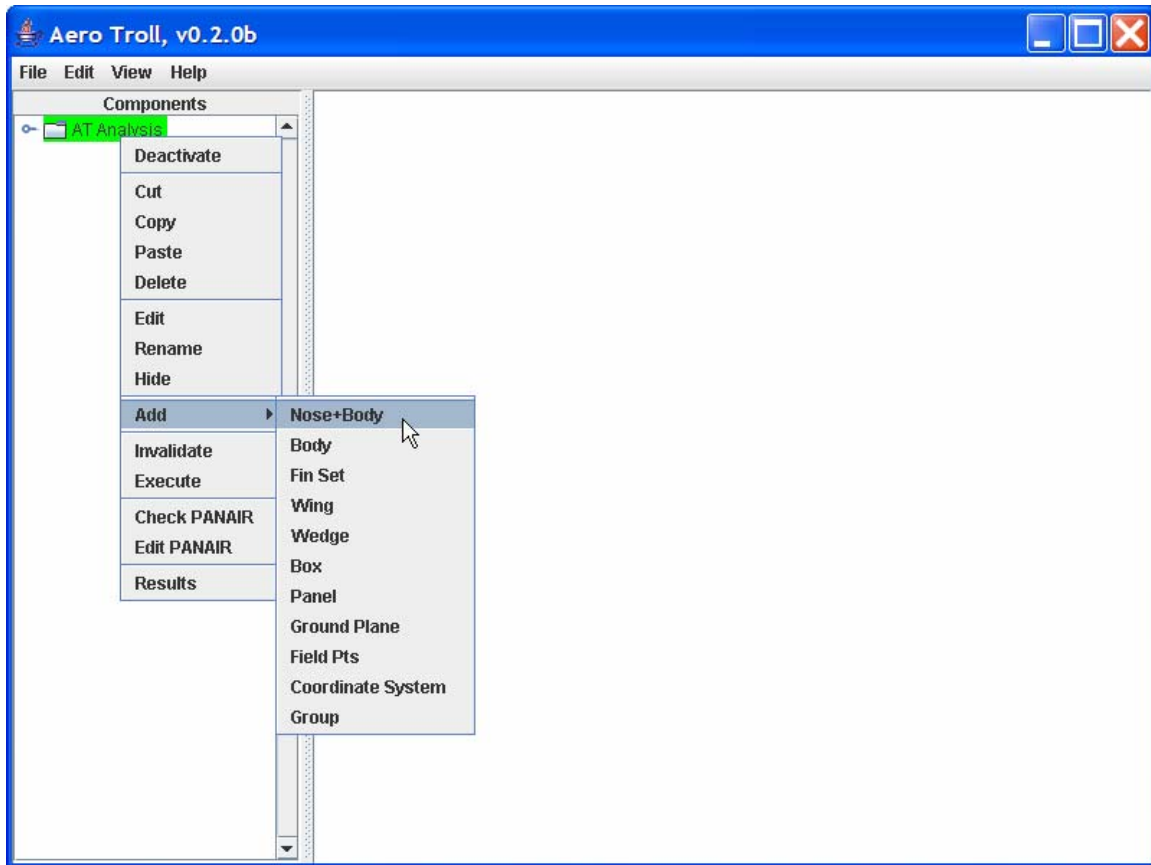 Aero Troll, v0.2.0b
File Edit View Help
Components
AT Analysis
Deactivate
Cut
Copy
Paste
Delete
Edit
Rename
Hide
Add
Invalidate
Execute
Check PANAIR
Edit PANAIR
Results
Nose+Body
Body
Fin Set
Wing
Wedge
Box
Panel
Ground Plane
Field Pts
Coordinate System
Group